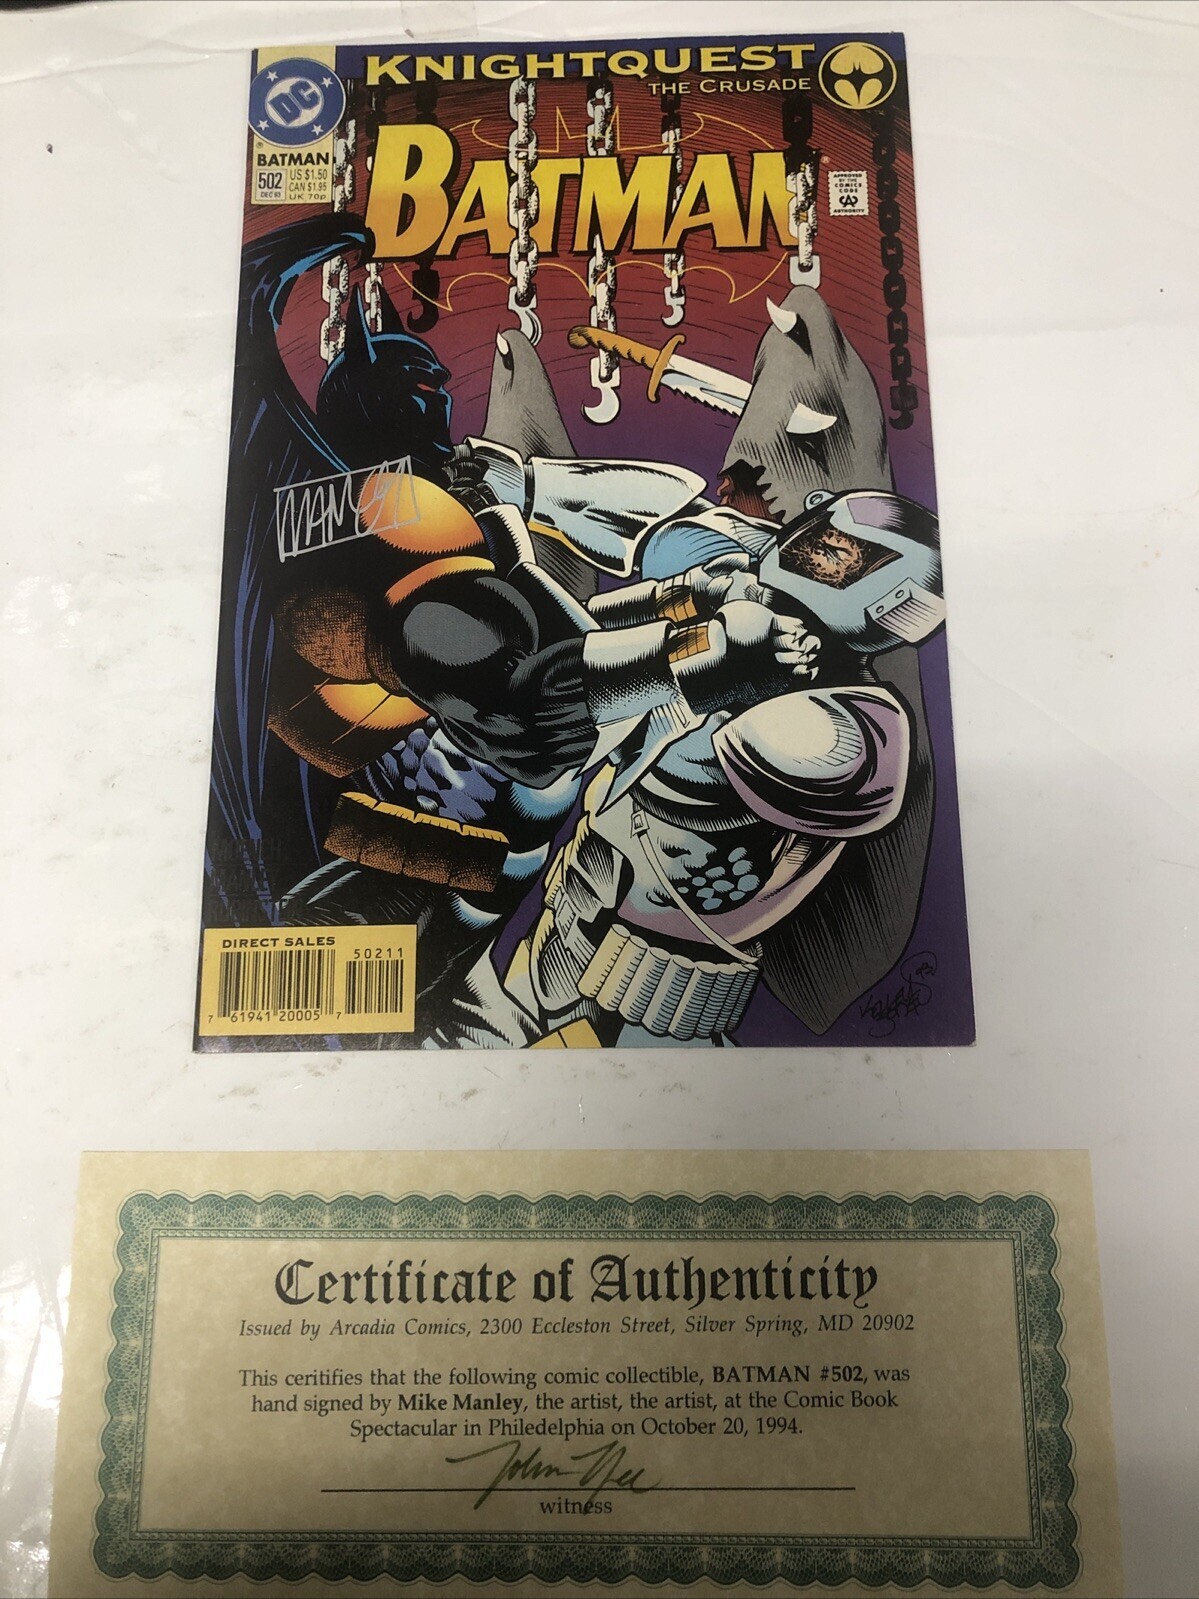 KNIGHTQUEST
THE CRUSADE
DC
BATMAN
502
US $1.50
CAN $1.95
UK 70p
DEC 93
BATMAN
APPROVED
BY THE
COMICS
CODE
AUTHORITY
MANLEY
DIRECT SALES
50211
7 61941 20005 7
Certificate of Authenticity
Issued by Arcadia Comics, 2300 Eccleston Street, Silver Spring, MD 20902
This ceritifies that the following comic collectible, BATMAN #502, was
hand signed by Mike Manley, the artist, the artist, at the Comic Book
Spectacular in Philedelphia on October 20, 1994.
witness